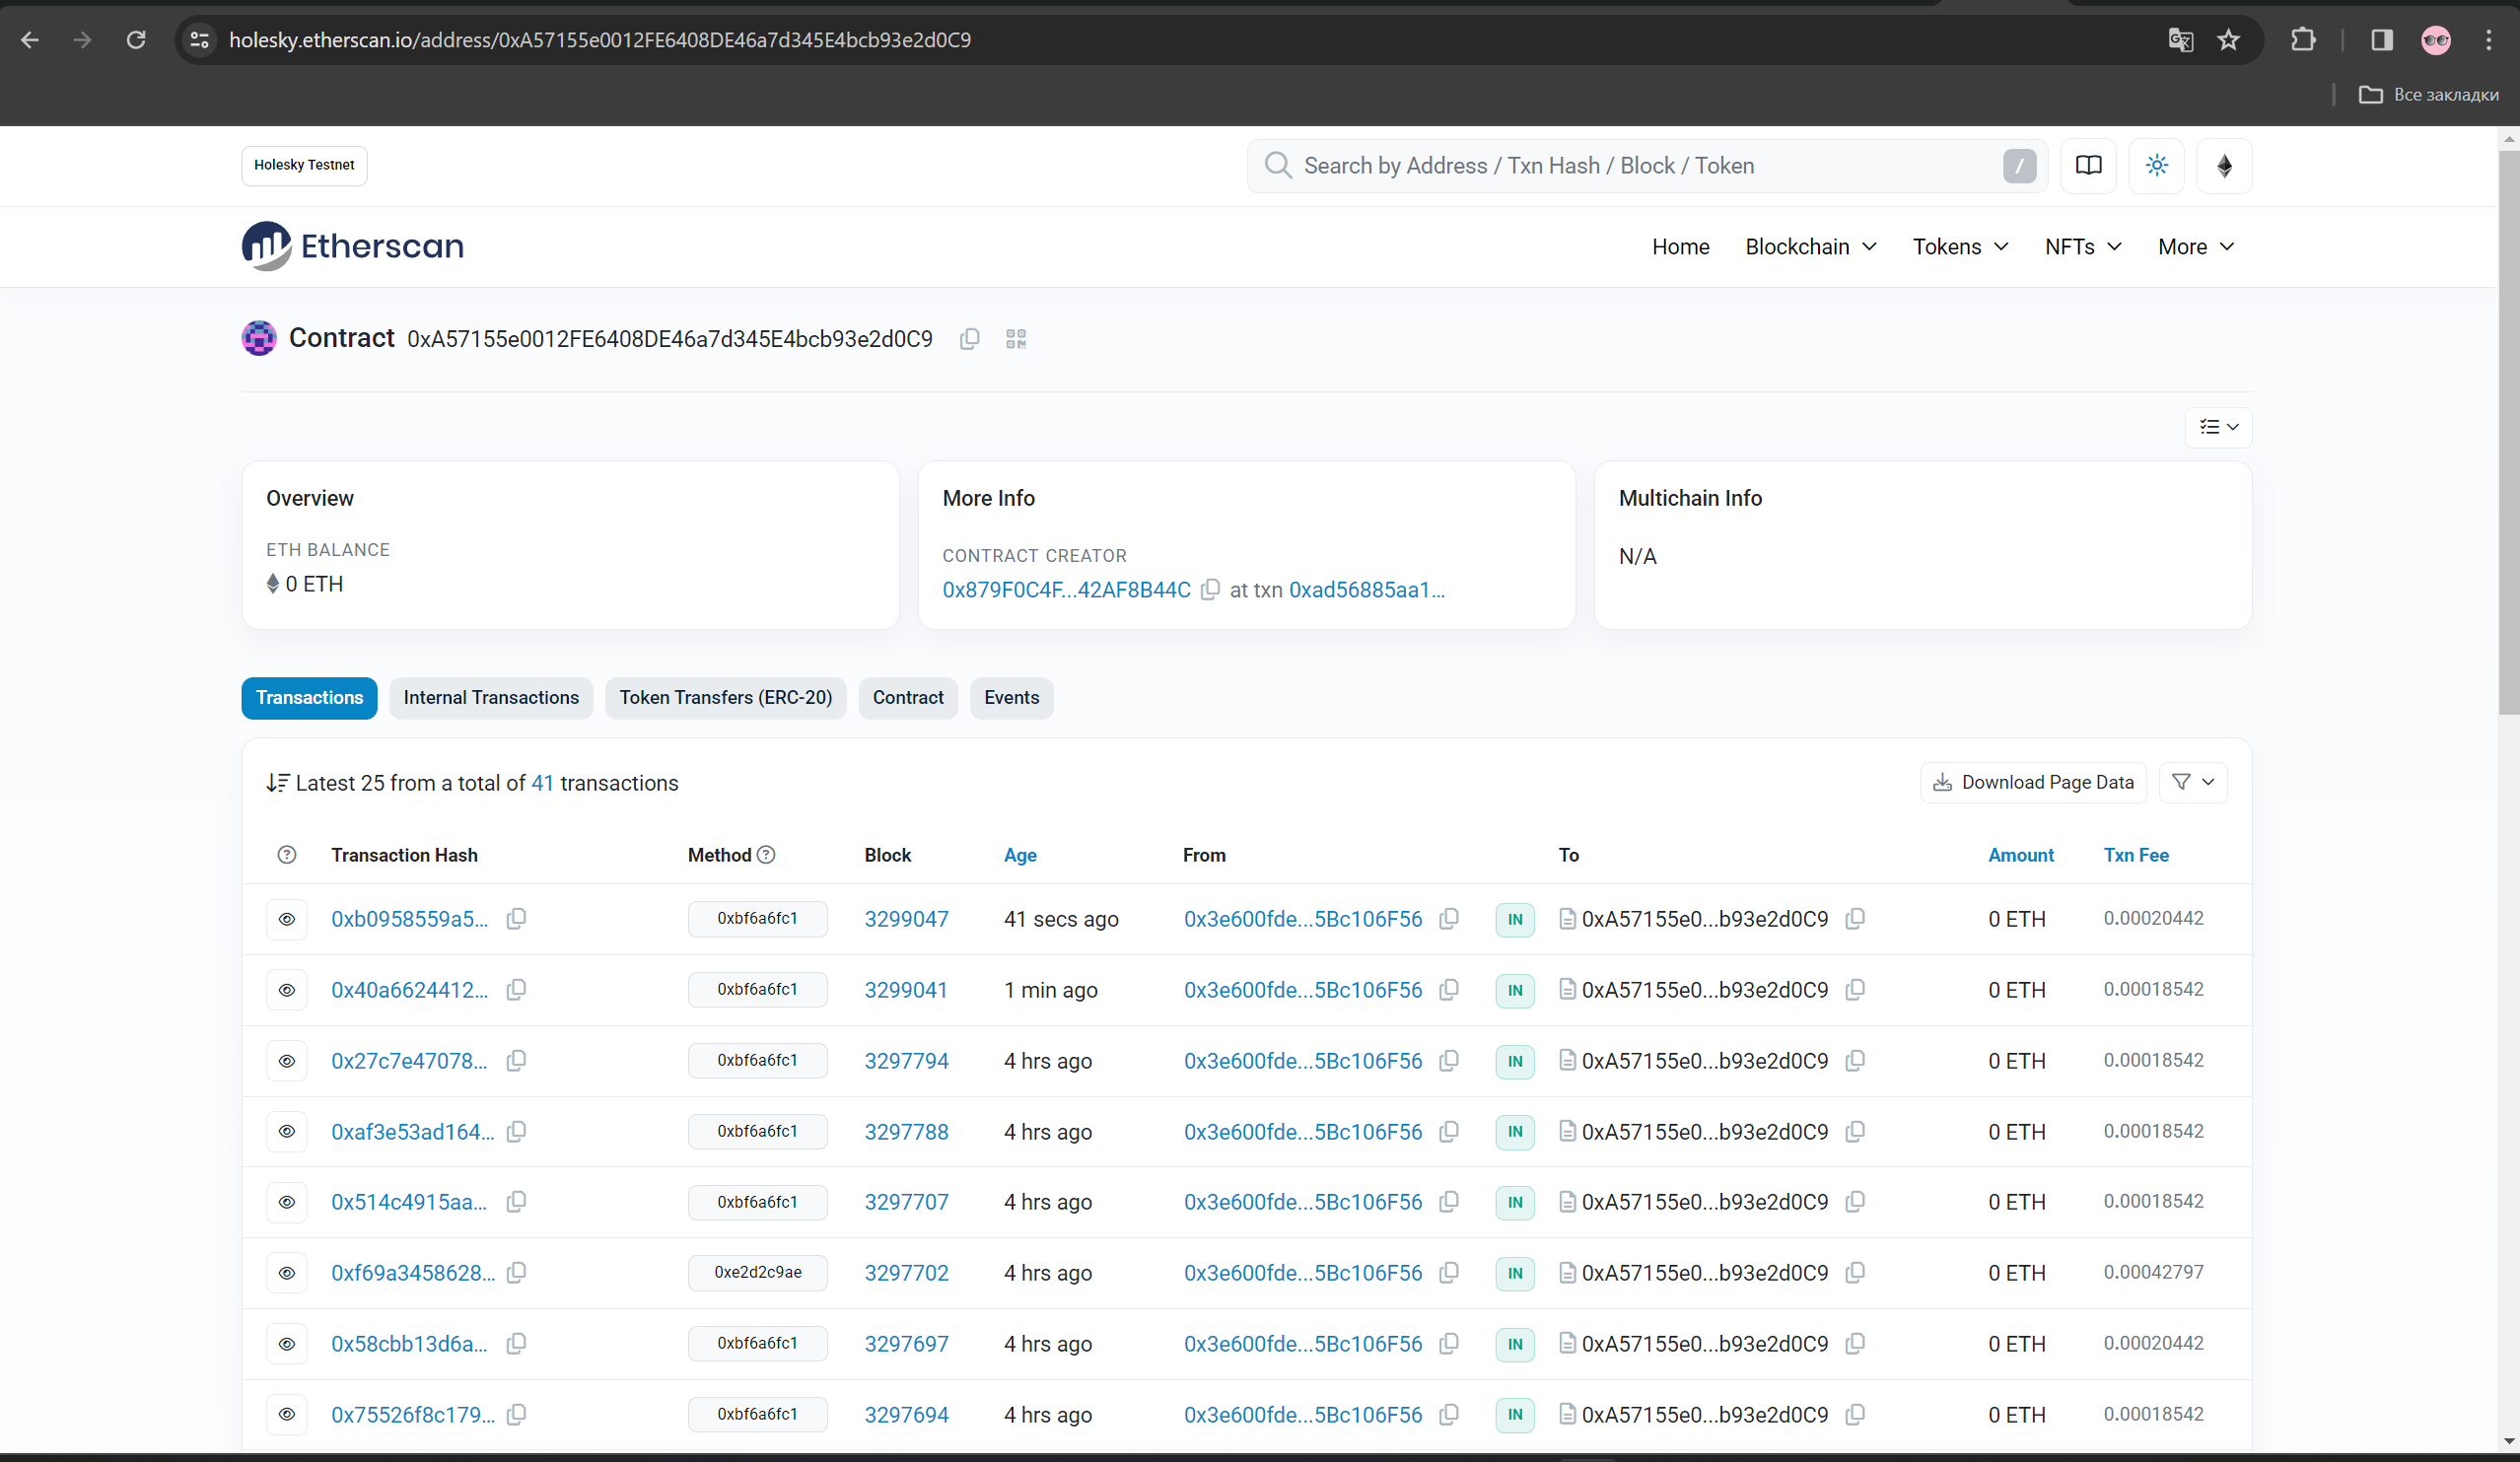 holesky.etherscan.io/address/0xA57155e0012FE6408DE46a7d345E4bcb93e2d0C9
Все закладки
Holesky Testnet
Search by Address / Txn Hash / Block / Token
/
Etherscan
Home Blockchain Tokens NFTs More
Contract 0xA57155e0012FE6408DE46a7d345E4bcb93e2d0C9
Overview
ETH BALANCE
0 ETH
More Info
CONTRACT CREATOR
0x879F0C4F...42AF8B44C at txn 0xad56885aa1...
Multichain Info
N/A
Transactions Internal Transactions Token Transfers (ERC-20) Contract Events
Latest 25 from a total of 41 transactions
Download Page Data
Transaction Hash Method Block Age From To Amount Txn Fee
0xb0958559a5... 0xbf6a6fc1 3299047 41 secs ago 0x3e600fde...5Bc106F56 IN 0xA57155e0...b93e2d0C9 0 ETH 0.00020442
0x40a6624412... 0xbf6a6fc1 3299041 1 min ago 0x3e600fde...5Bc106F56 IN 0xA57155e0...b93e2d0C9 0 ETH 0.00018542
0x27c7e47078... 0xbf6a6fc1 3297794 4 hrs ago 0x3e600fde...5Bc106F56 IN 0xA57155e0...b93e2d0C9 0 ETH 0.00018542
0xaf3e53ad164... 0xbf6a6fc1 3297788 4 hrs ago 0x3e600fde...5Bc106F56 IN 0xA57155e0...b93e2d0C9 0 ETH 0.00018542
0x514c4915aa... 0xbf6a6fc1 3297707 4 hrs ago 0x3e600fde...5Bc106F56 IN 0xA57155e0...b93e2d0C9 0 ETH 0.00018542
0xf69a3458628... 0xe2d2c9ae 3297702 4 hrs ago 0x3e600fde...5Bc106F56 IN 0xA57155e0...b93e2d0C9 0 ETH 0.00042797
0x58cbb13d6a... 0xbf6a6fc1 3297697 4 hrs ago 0x3e600fde...5Bc106F56 IN 0xA57155e0...b93e2d0C9 0 ETH 0.00020442
0x75526f8c179... 0xbf6a6fc1 3297694 4 hrs ago 0x3e600fde...5Bc106F56 IN 0xA57155e0...b93e2d0C9 0 ETH 0.00018542